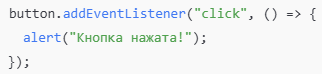 button.addEventListener("click", () => {
  alert("Кнопка нажата!");
});